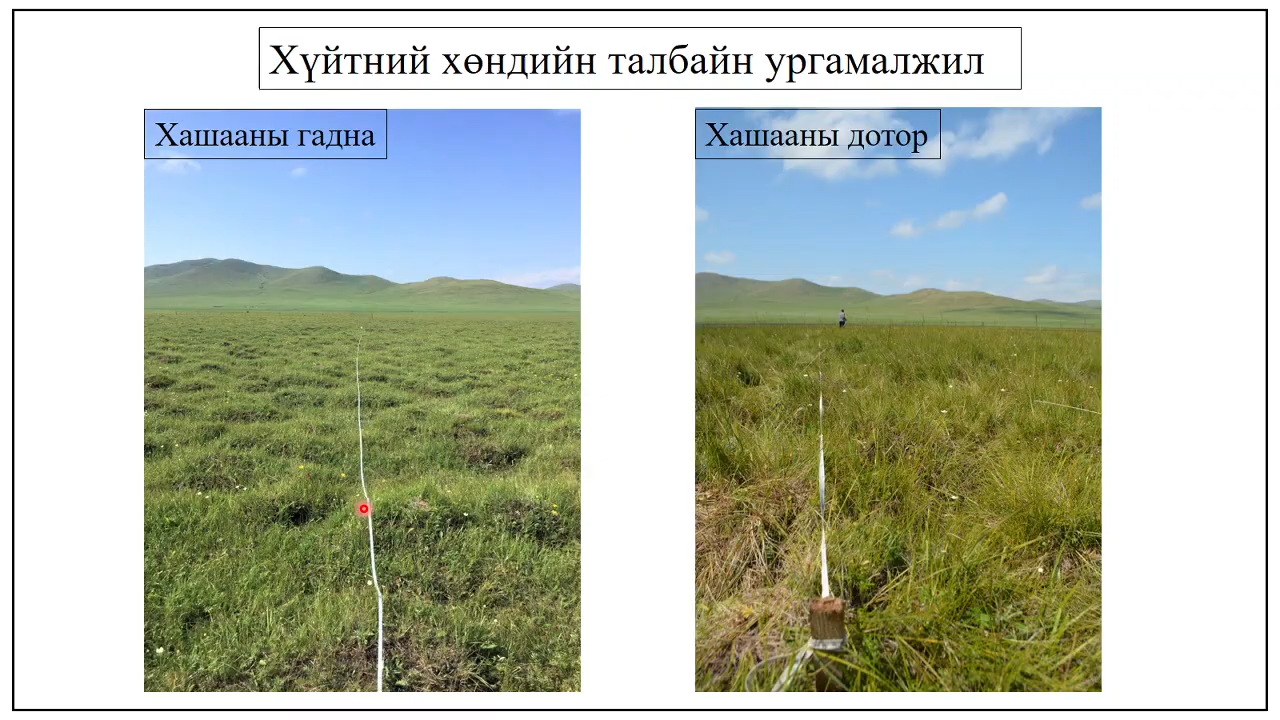 Хүйтний хөндийн талбайн ургамалжил
Хашааны гадна
Хашааны дотор